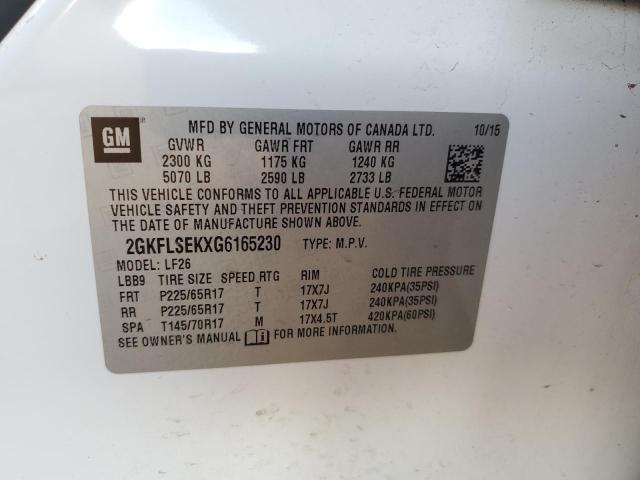 GM
MFD BY GENERAL MOTORS OF CANADA LTD. 10/15
GVWR GAWR FRT GAWR RR
2300 KG 1175 KG 1240 KG
5070 LB 2590 LB 2733 LB
THIS VEHICLE CONFORMS TO ALL APPLICABLE U.S. FEDERAL MOTOR
VEHICLE SAFETY AND THEFT PREVENTION STANDARDS IN EFFECT ON
THE DATE OF MANUFACTURE SHOWN ABOVE.
2GKFLSEKXG6165230 TYPE: M.P.V.
MODEL: LF26
LBB9 TIRE SIZE SPEED RTG RIM COLD TIRE PRESSURE
FRT P225/65R17 T 17X7J 240KPA(35PSI)
RR P225/65R17 T 17X7J 240KPA(35PSI)
SPA T145/70R17 M 17X4.5T 420KPA(60PSI)
SEE OWNER'S MANUAL FOR MORE INFORMATION.